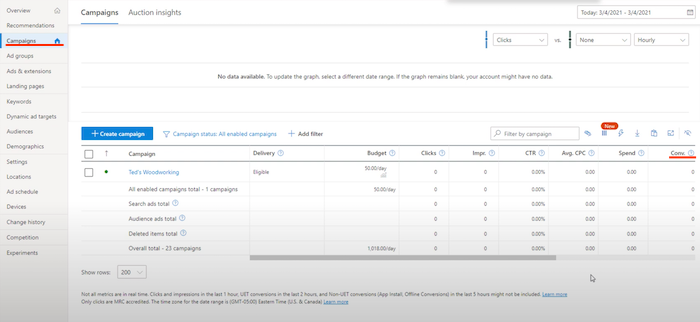 Overview
Recommendations
Campaigns
Ad groups
Ads & extensions
Landing pages
Keywords
Dynamic ad targets
Audiences
Demographics
Settings
Locations
Ad schedule
Devices
Change history
Competition
Experiments
Campaigns Auction insights
Today: 3/4/2021 - 3/4/2021
Clicks vs. None Hourly
No data available. To update the graph, select a different date range. If the graph remains blank, your account might have no data.
+ Create campaign Campaign status: All enabled campaigns + Add filter Filter by campaign New
↑ Campaign Delivery ? Budget ? Clicks ? Impr. ? CTR ? Avg. CPC ? Spend ? Conv. ?
Ted's Woodworking Eligible 50.00/day 0 0 0.00% 0.00 0.00 0
All enabled campaigns total - 1 campaigns 50.00/day 0 0 0.00% 0.00 0.00 0
Search ads total ? 0 0 0.00% 0.00 0.00 0
Audience ads total ? 0 0 0.00% 0.00 0.00 0
Deleted items total ? 0 0 0.00% 0.00 0.00 0
Overall total - 23 campaigns 1,018.00/day 0 0 0.00% 0.00 0.00 0
Show rows: 200
Not all metrics are in real time. Clicks and impressions in the last 1 hour, UET conversions in the last 2 hours, and Non-UET conversions (App Install, Offline Conversions) in the last 5 hours might not be included. Learn more
Only clicks are MRC accredited. The time zone for the date range is (GMT-05:00) Eastern Time (U.S. & Canada) Learn more